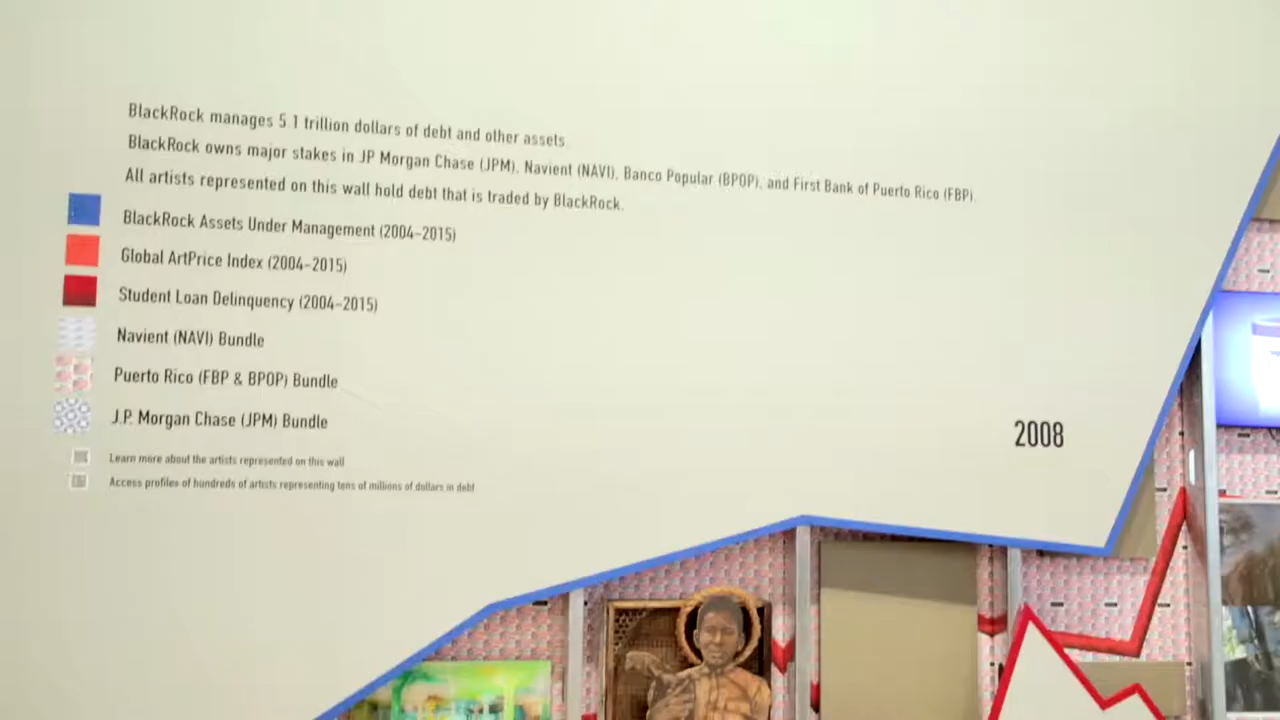 BlackRock manages 5.1 trillion dollars of debt and other assets.
BlackRock owns major stakes in JP Morgan Chase (JPM), Navient (NAVI), Banco Popular (BPOP), and First Bank of Puerto Rico (FBP).
All artists represented on this wall hold debt that is traded by BlackRock.
BlackRock Assets Under Management (2004-2015)
Global ArtPrice Index (2004-2015)
Student Loan Delinquency (2004-2015)
Navient (NAVI) Bundle
Puerto Rico (FBP & BPOP) Bundle
J.P. Morgan Chase (JPM) Bundle
Learn more about the artists represented on this wall
Access profiles of hundreds of artists representing tens of millions of dollars in debt
2008